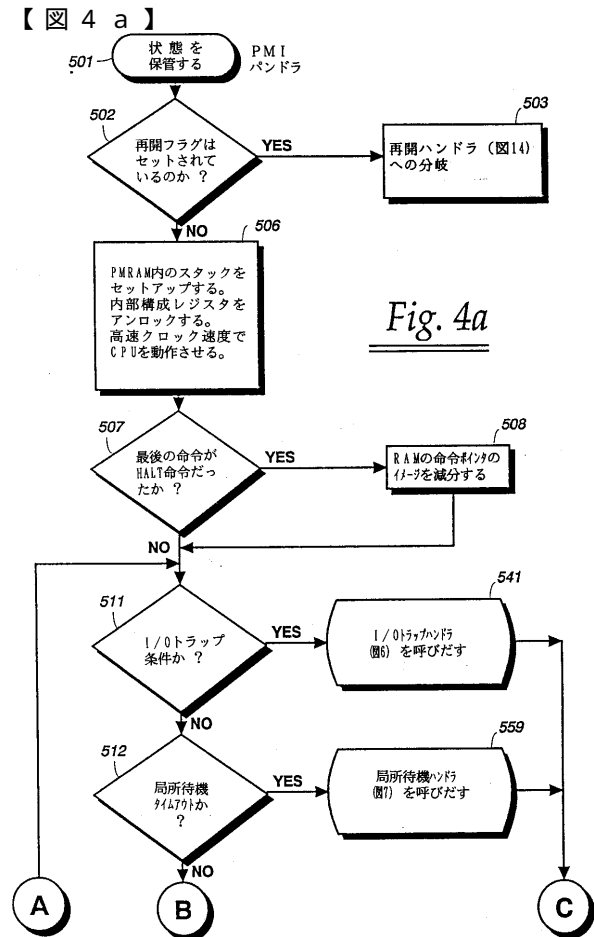 【図４a】
501
状態を
保管する
PMI
パンドラ
502
再開フラグは
セットされて
いるのか ？
YES
503
再開ハンドラ (図14)
への分岐
NO
506
PMRAM内のスタックを
セットアップする。
内部構成レジスタを
アンロックする。
高速クロック速度で
CPUを動作させる。
Fig. 4a
507
最後の命令が
HALT命令だっ
たか ？
YES
508
RAMの命令ポインタの
イメージを減分する
NO
511
I/Oトラップ
条件か ？
YES
541
I/Oトラップハンドラ
(図6) を呼びだす
NO
512
局所待機
タイムアウトか
？
YES
559
局所待機ハンドラ
(図7) を呼びだす
NO
A
B
C